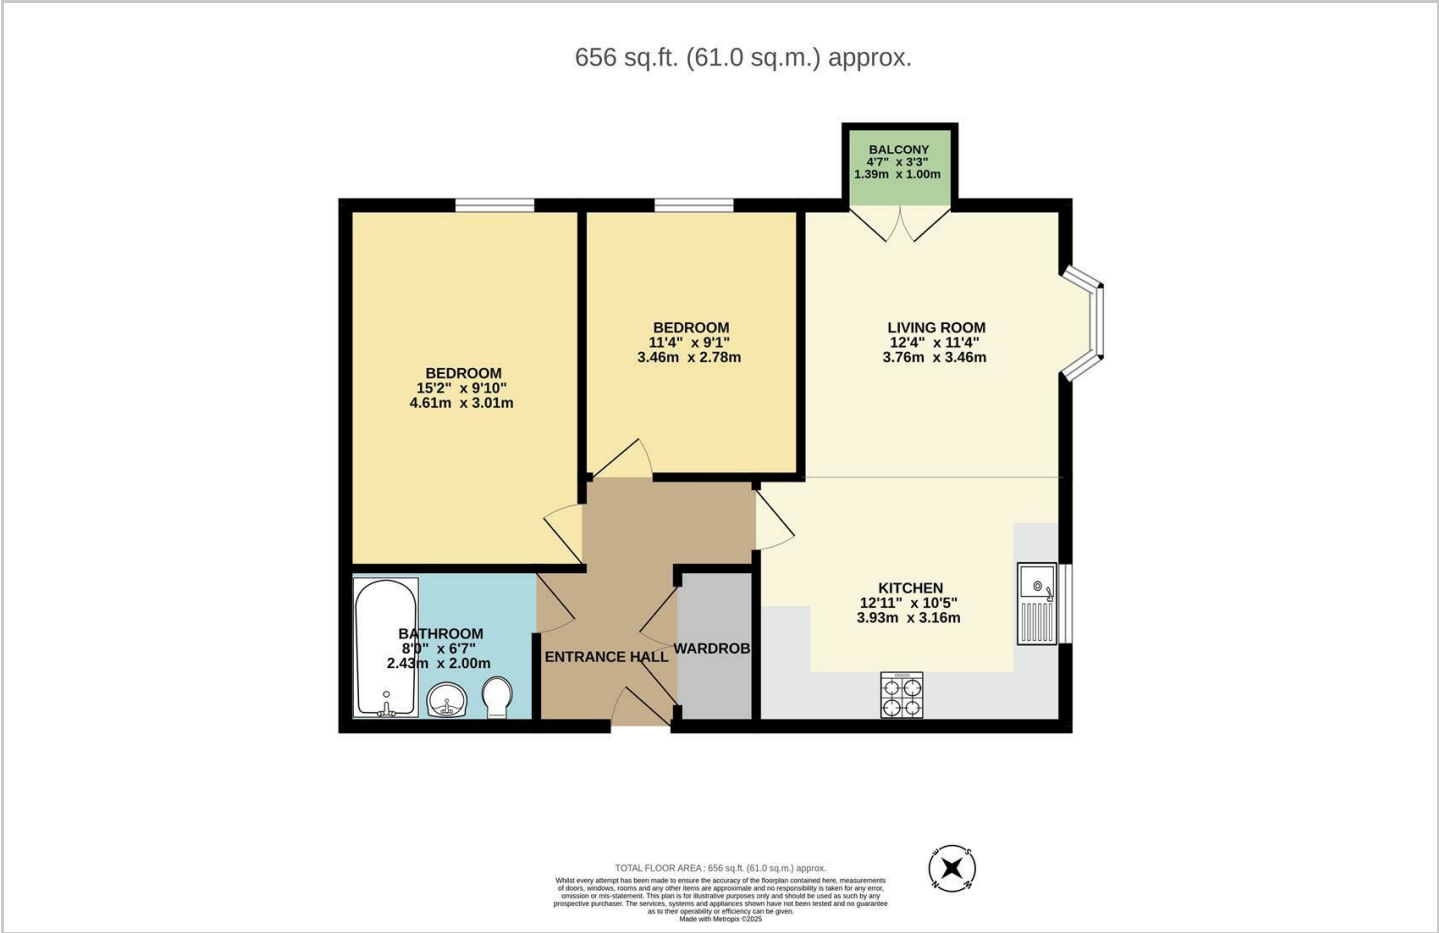 656 sq.ft. (61.0 sq.m.) approx.
BALCONY
4'7" x 3'3"
1.39m x 1.00m
BEDROOM
11'4" x 9'1"
3.46m x 2.78m
LIVING ROOM
12'4" x 11'4"
3.76m x 3.46m
BEDROOM
15'2" x 9'10"
4.61m x 3.01m
KITCHEN
12'11" x 10'5"
3.93m x 3.16m
BATHROOM
8'0" x 6'7"
2.43m x 2.00m
ENTRANCE HALL
WARDROB
TOTAL FLOOR AREA : 656 sq.ft. (61.0 sq.m.) approx.
Whilst every attempt has been made to ensure the accuracy of the floorplan contained here, measurements
of doors, windows, rooms and any other items are approximate and no responsibility is taken for any error,
omission or mis-statement. This plan is for illustrative purposes only and should be used as such by any
prospective purchaser. The services, systems and appliances shown have not been tested and no guarantee
as to their operability or efficiency can be given.
Made with Metropix ©2025
E S
N W